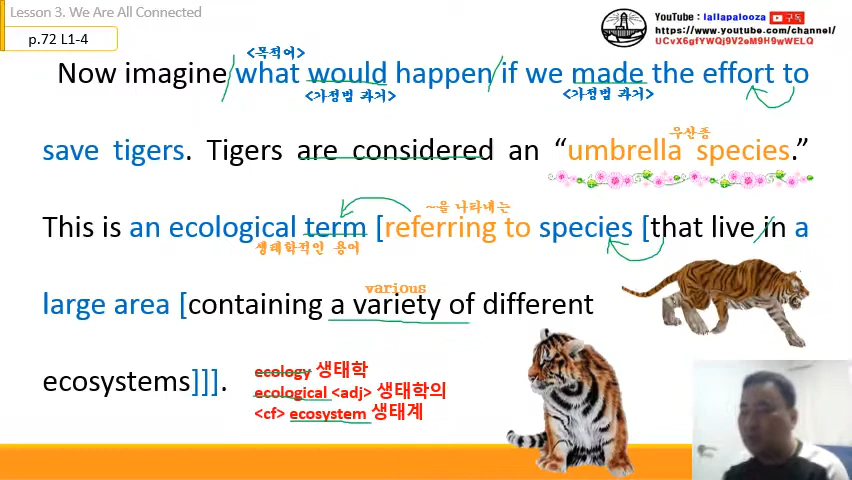 Lesson 3. We Are All Connected
p.72 L1-4
YouTube : lallapalooza 구독
https://www.youtube.com/channel/
UCvX6gfYWQj9V2eM9H9wWELQ
<목적어>
Now imagine what would happen if we made the effort to
<가정법 과거> <가정법 과거>
우산종
save tigers. Tigers are considered an “umbrella species.”
~을 나타내는
This is an ecological term [referring to species [that live in a
생태학적인 용어
various
large area [containing a variety of different
ecosystems]]].
ecology 생태학
ecological <adj> 생태학의
<cf> ecosystem 생태계